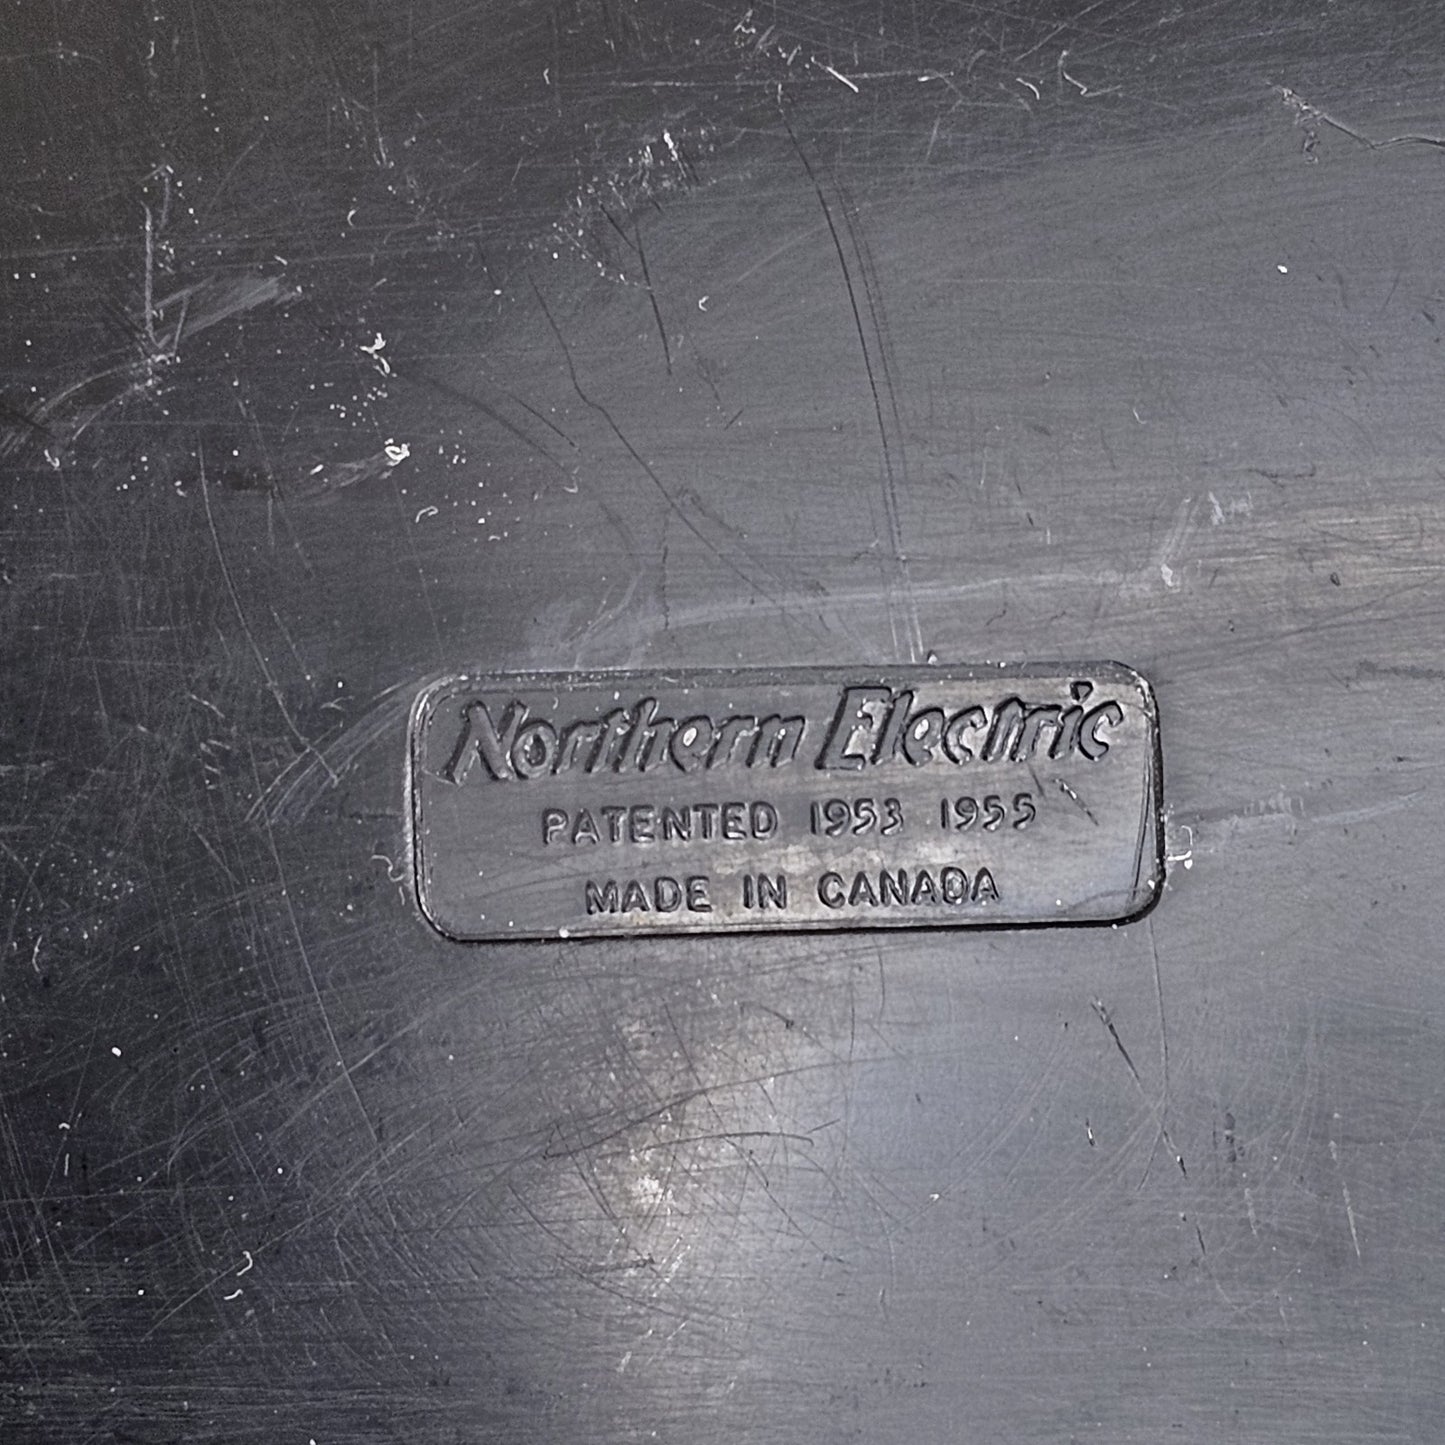 Northern Electric
PATENTED 1953 1955
MADE IN CANADA